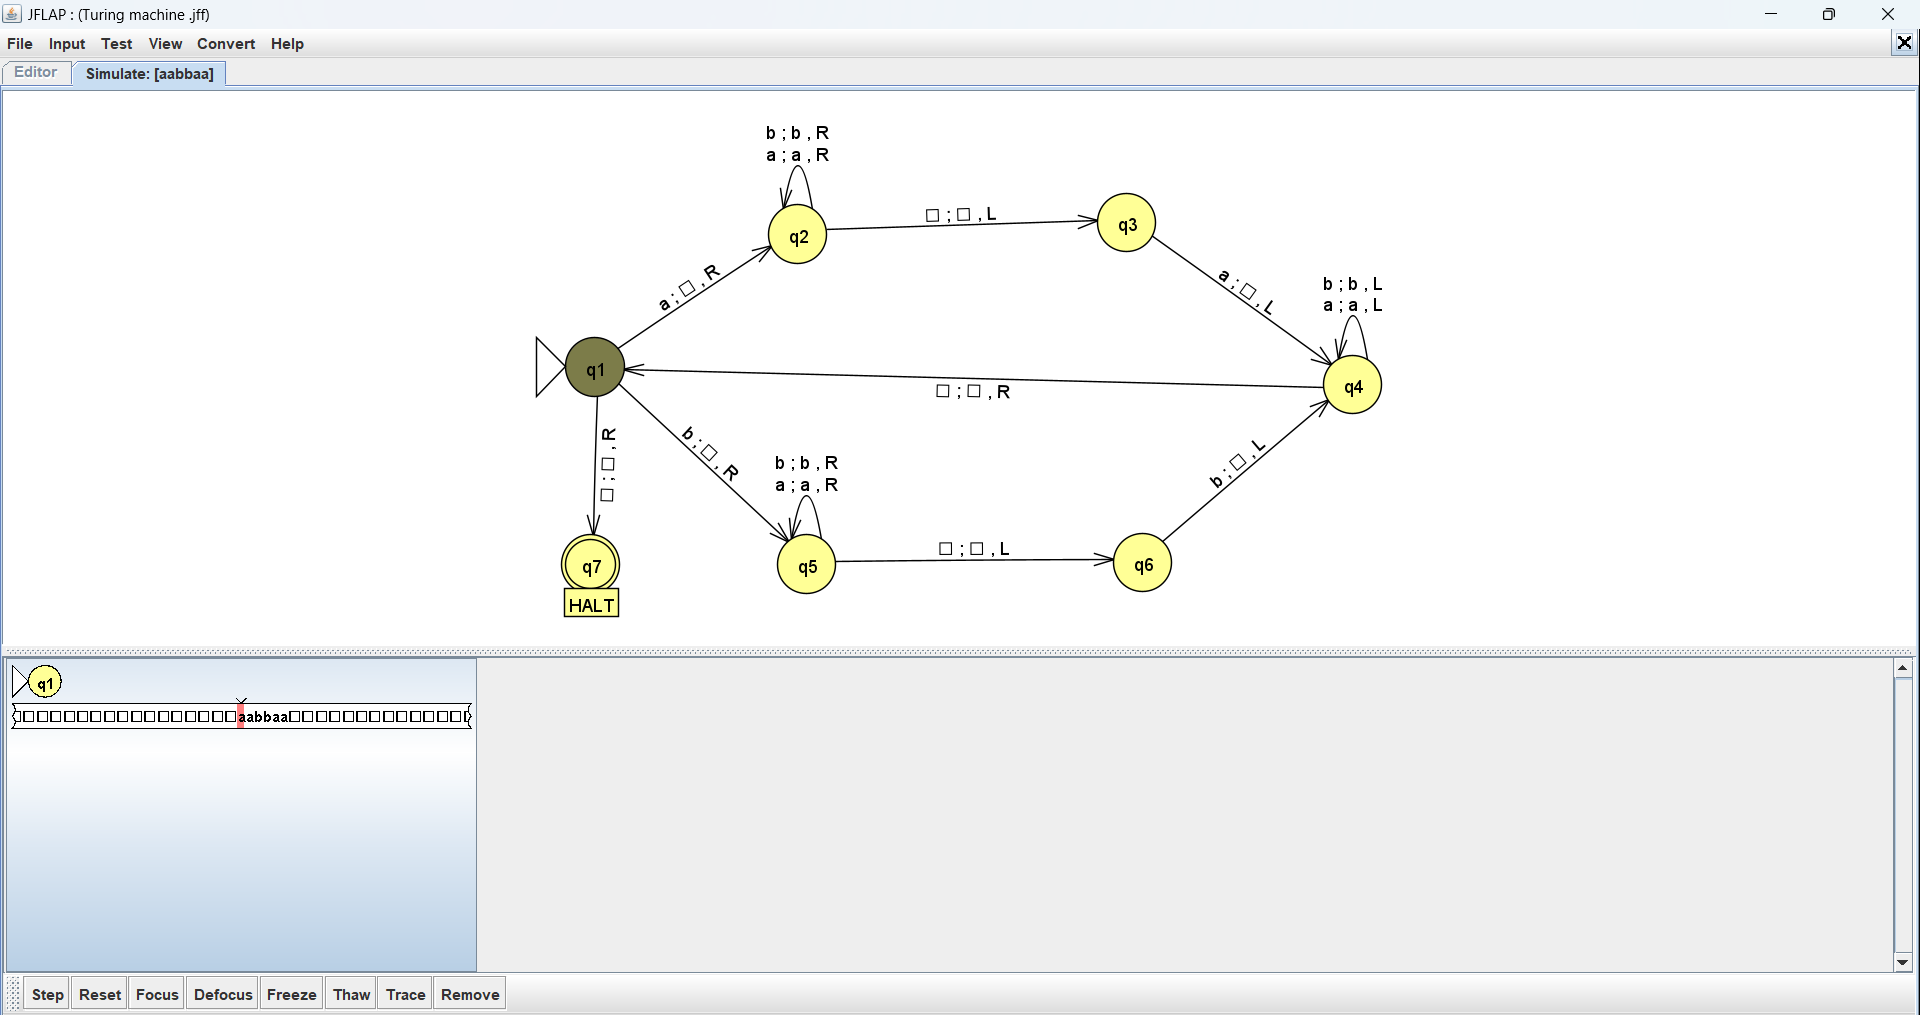 JFLAP : (Turing machine .jff)
File Input Test View Convert Help
Editor Simulate: [aabbaa]
b ; b , R
a ; a , R
q2
□ ; □ , L
q3
a ; □ , R
a ; □ , L
b ; b , L
a ; a , L
q1
□ ; □ , R
q4
□ ; □ , R
b ; □ , R
b ; b , R
a ; a , R
b ; □ , L
q7
HALT
q5
□ ; □ , L
q6
q1
aabbaa
Step Reset Focus Defocus Freeze Thaw Trace Remove